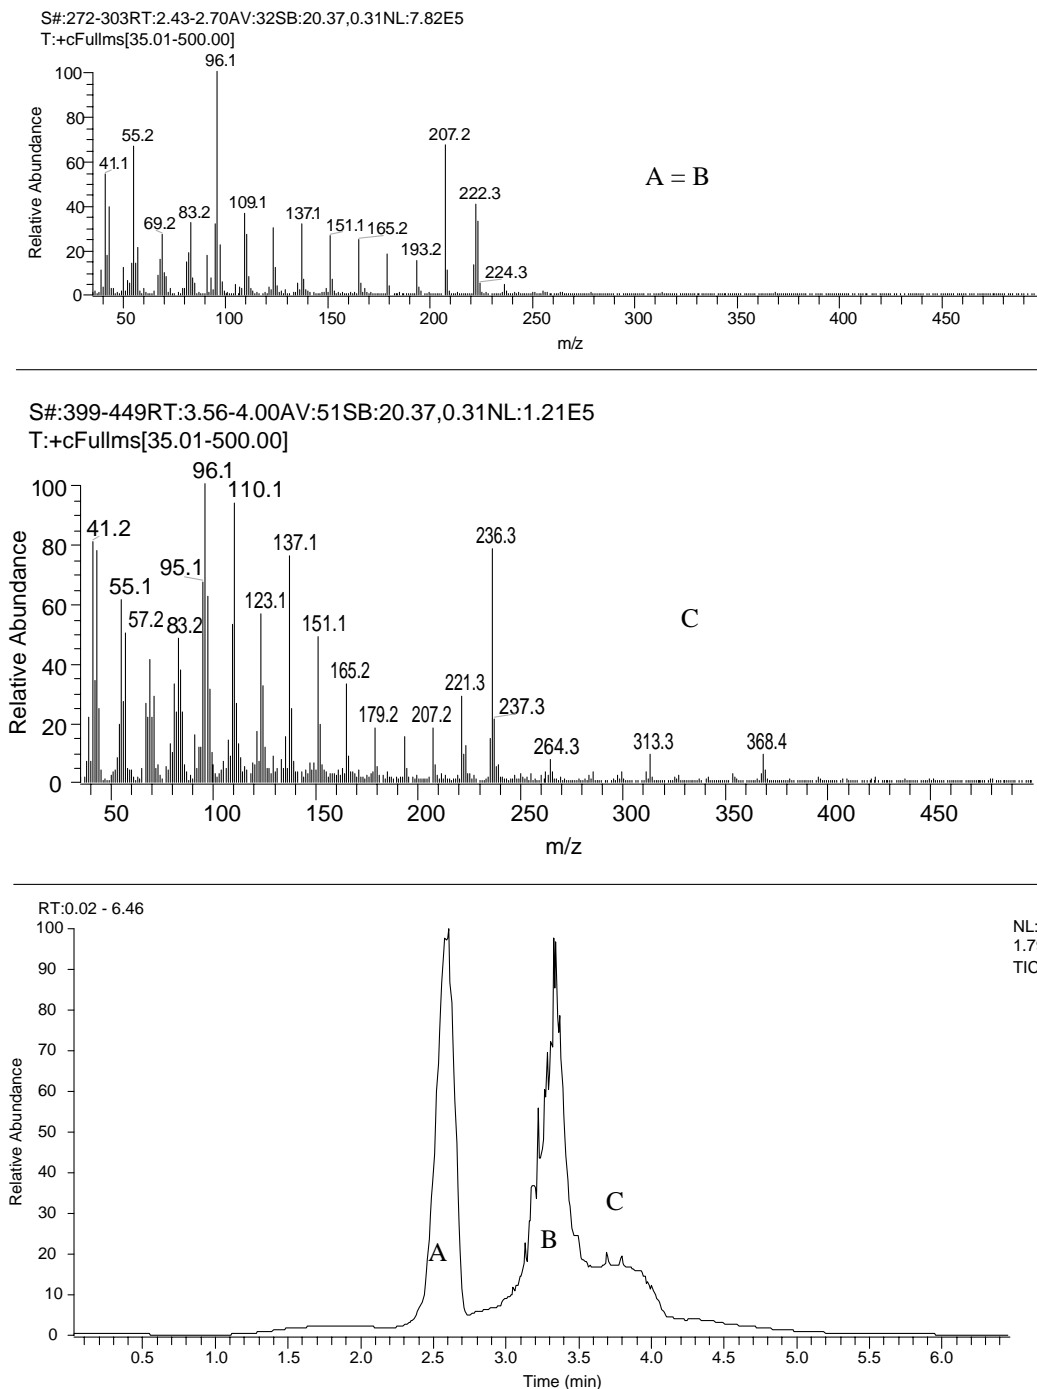 S#:272-303RT:2.43-2.70AV:32SB:20.37,0.31NL:7.82E5
T:+cFullms[35.01-500.00]
96.1
100
80
55.2
207.2
60
41.1
A = B
222.3
40
109.1
83.2
137.1
69.2
151.1
165.2
20
193.2
224.3
0
Relative Abundance
50 100 150 200 250 300 350 400 450
m/z
S#:399-449RT:3.56-4.00AV:51SB:20.37,0.31NL:1.21E5
T:+cFullms[35.01-500.00]
96.1
100
110.1
41.2
80
236.3
137.1
95.1
60
55.1
123.1
C
57.2
83.2
151.1
40
165.2
221.3
237.3
20
179.2
207.2
264.3
313.3
368.4
0
Relative Abundance
50 100 150 200 250 300 350 400 450
m/z
RT:0.02 - 6.46
NL:
1.79
TIC
100
90
80
70
60
50
40
30
20
10
0
Relative Abundance
A
B
C
0.5 1.0 1.5 2.0 2.5 3.0 3.5 4.0 4.5 5.0 5.5 6.0
Time (min)